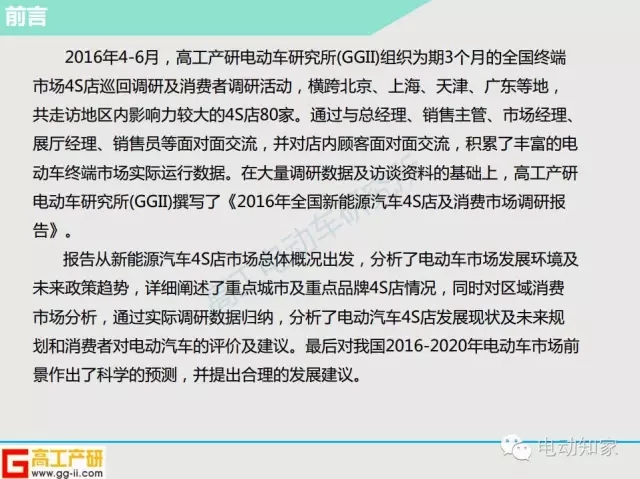 前言
2016年4-6月，高工产研电动车研究所(GGII)组织为期3个月的全国终端
市场4S店巡回调研及消费者调研活动，横跨北京、上海、天津、广东等地，
共走访地区内影响力较大的4S店80家。通过与总经理、销售主管、市场经理、
展厅经理、销售员等面对面交流，并对店内顾客面对面交流，积累了丰富的电
动车终端市场实际运行数据。在大量调研数据及访谈资料的基础上，高工产研
电动车研究所(GGII)撰写了《2016年全国新能源汽车4S店及消费市场调研报
告》。
报告从新能源汽车4S店市场总体概况出发，分析了电动车市场发展环境及
未来政策趋势，详细阐述了重点城市及重点品牌4S店情况，同时对区域消费
市场分析，通过实际调研数据归纳，分析了电动汽车4S店发展现状及未来规
划和消费者对电动汽车的评价及建议。最后对我国2016-2020年电动车市场前
景作出了科学的预测，并提出合理的发展建议。
高工电动车研究所
G 高工产研
www.gg-ii.com
电动知家